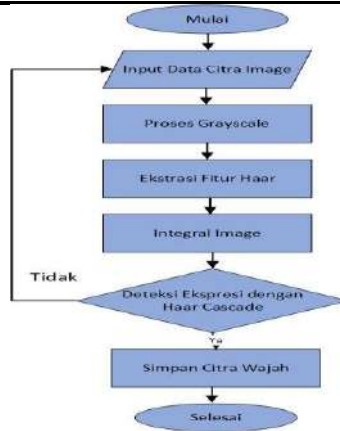 Mulai
Input Data Citra Image
Proses Grayscale
Ekstrasi Fitur Haar
Integral Image
Tidak
Deteksi Ekspresi dengan
Haar Cascade
Ya
Simpan Citra Wajah
Selesai